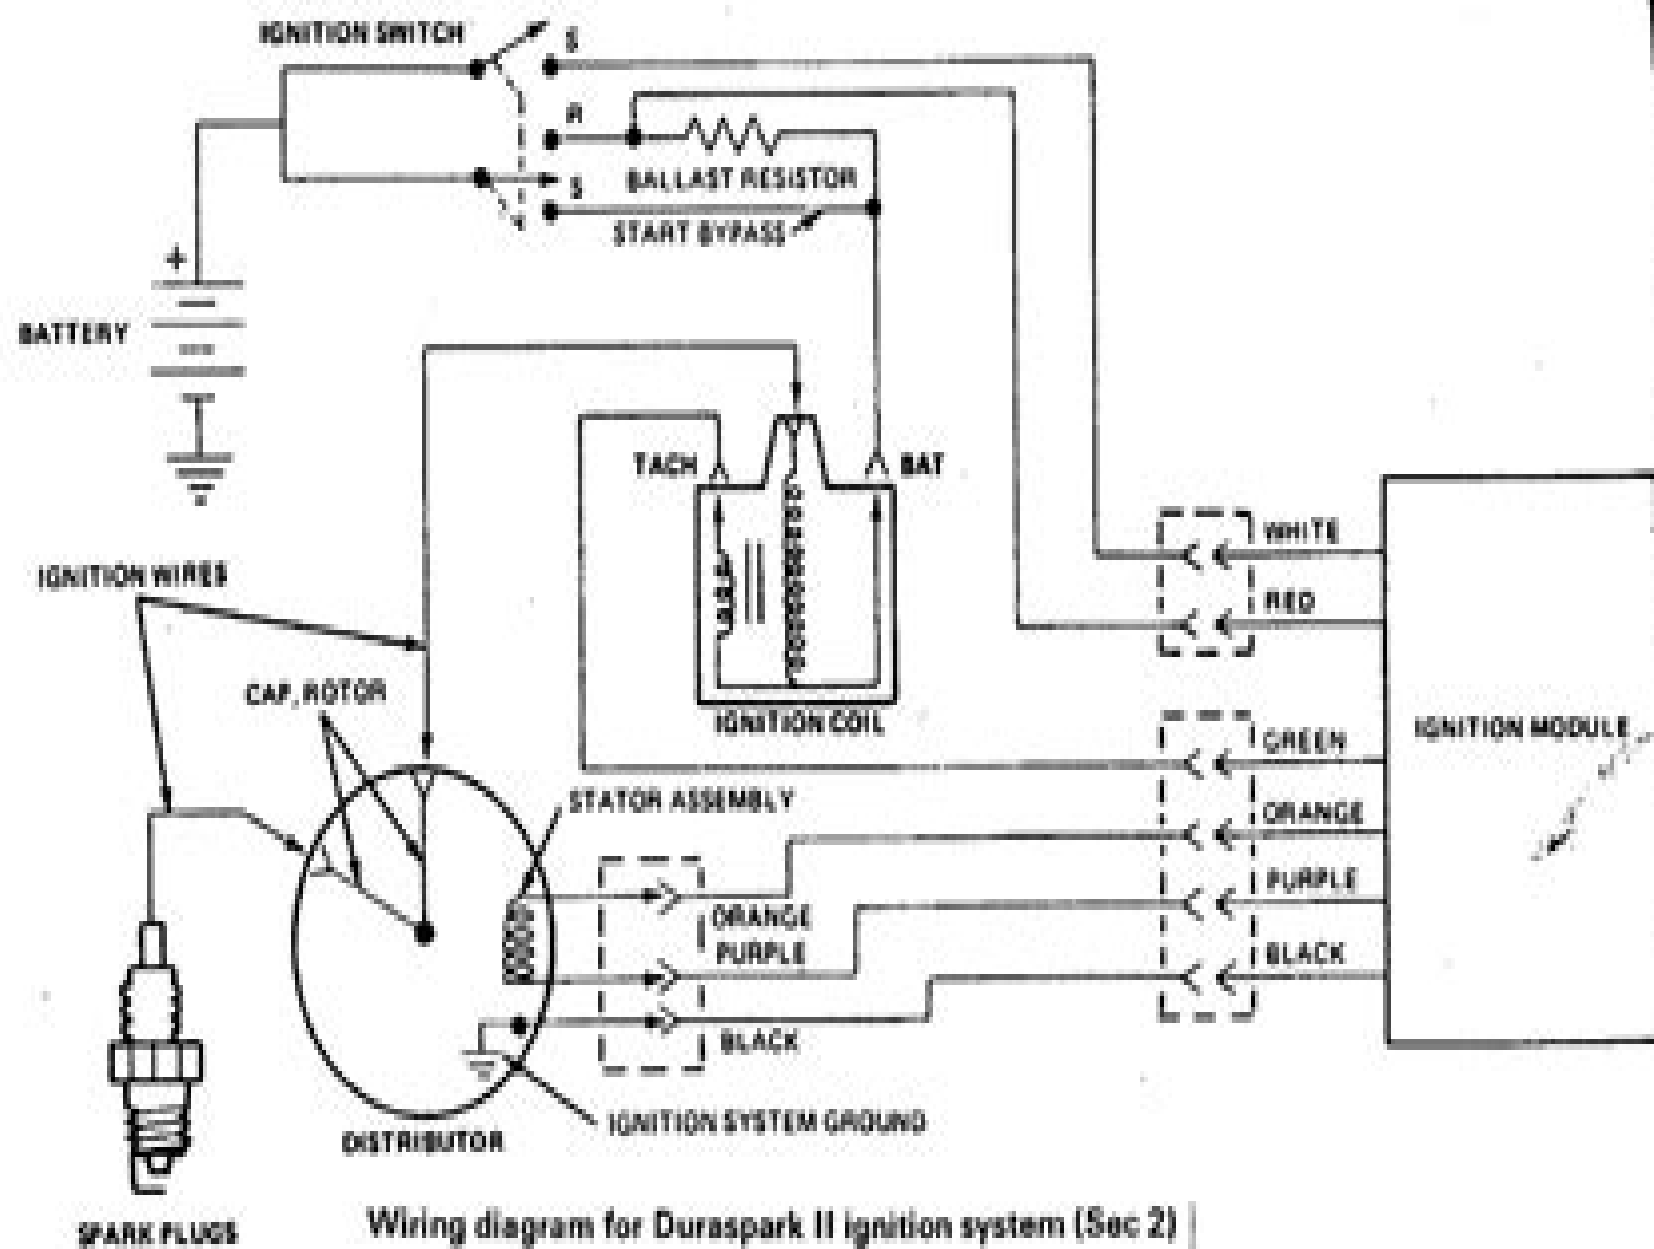 IGNITION SWITCH
S
R
BALLAST RESISTOR
S
START BYPASS
+
BATTERY
TACH
BAT
WHITE
IGNITION WIRES
RED
CAP, ROTOR
IGNITION COIL
GREEN
IGNITION MODULE
STATOR ASSEMBLY
ORANGE
PURPLE
ORANGE
PURPLE
BLACK
BLACK
IGNITION SYSTEM GROUND
DISTRIBUTOR
SPARK PLUGS
Wiring diagram for Duraspark II ignition system (Sec 2)